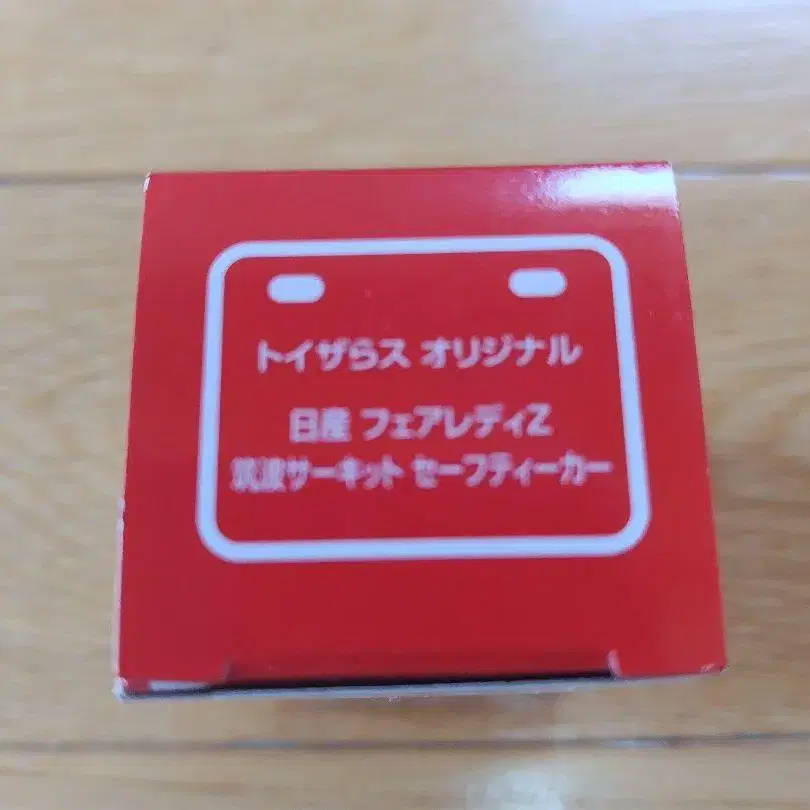 トイザらス オリジナル
日産 フェアレディZ
筑波サーキット セーフティーカー